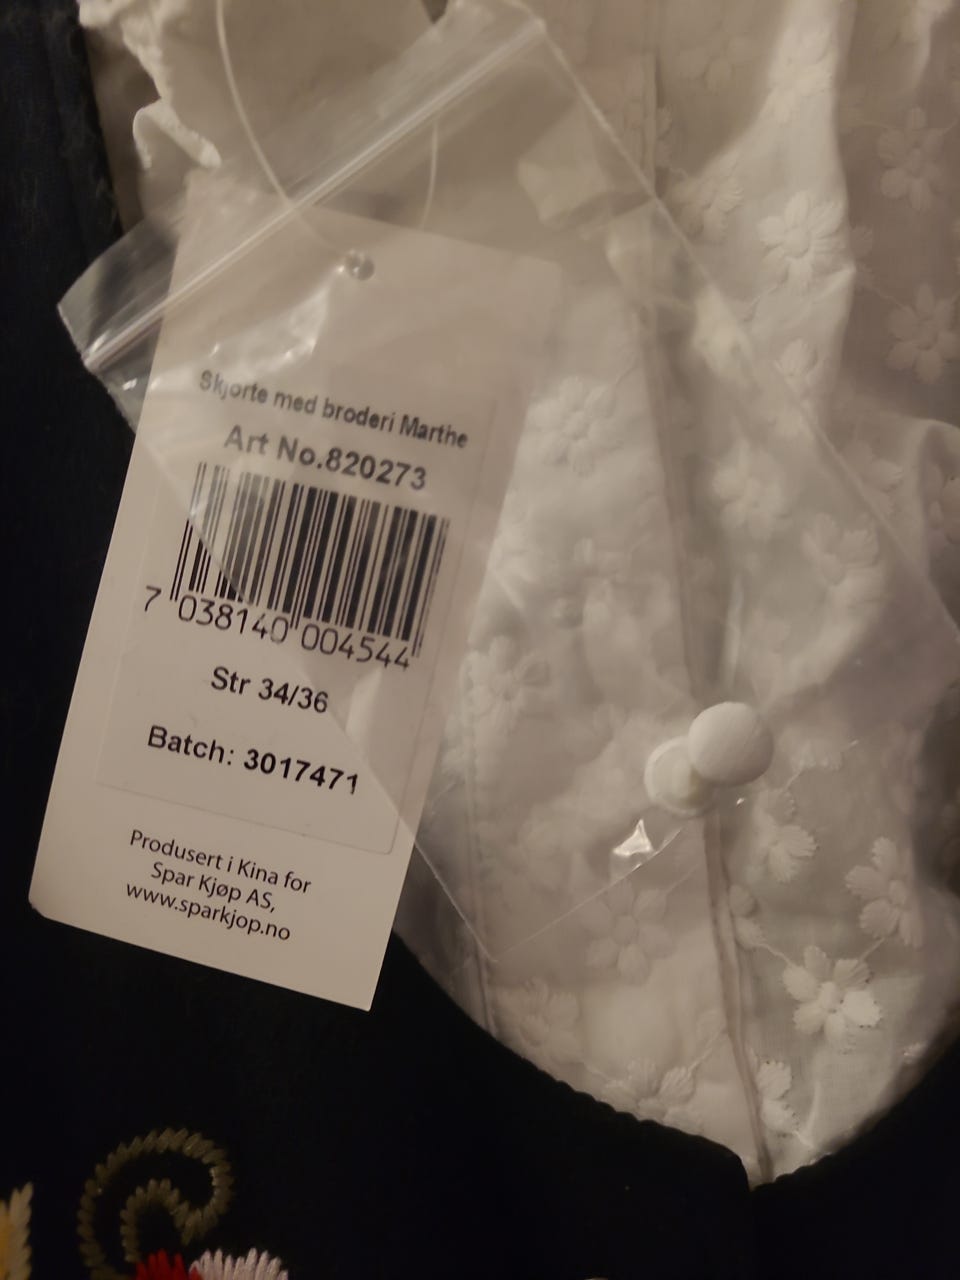 Skjorte med broderi Marthe
Art No.820273
7 038140 004544
Str 34/36
Batch: 3017471
Produsert i Kina for
Spar Kjøp AS,
www.sparkjop.no